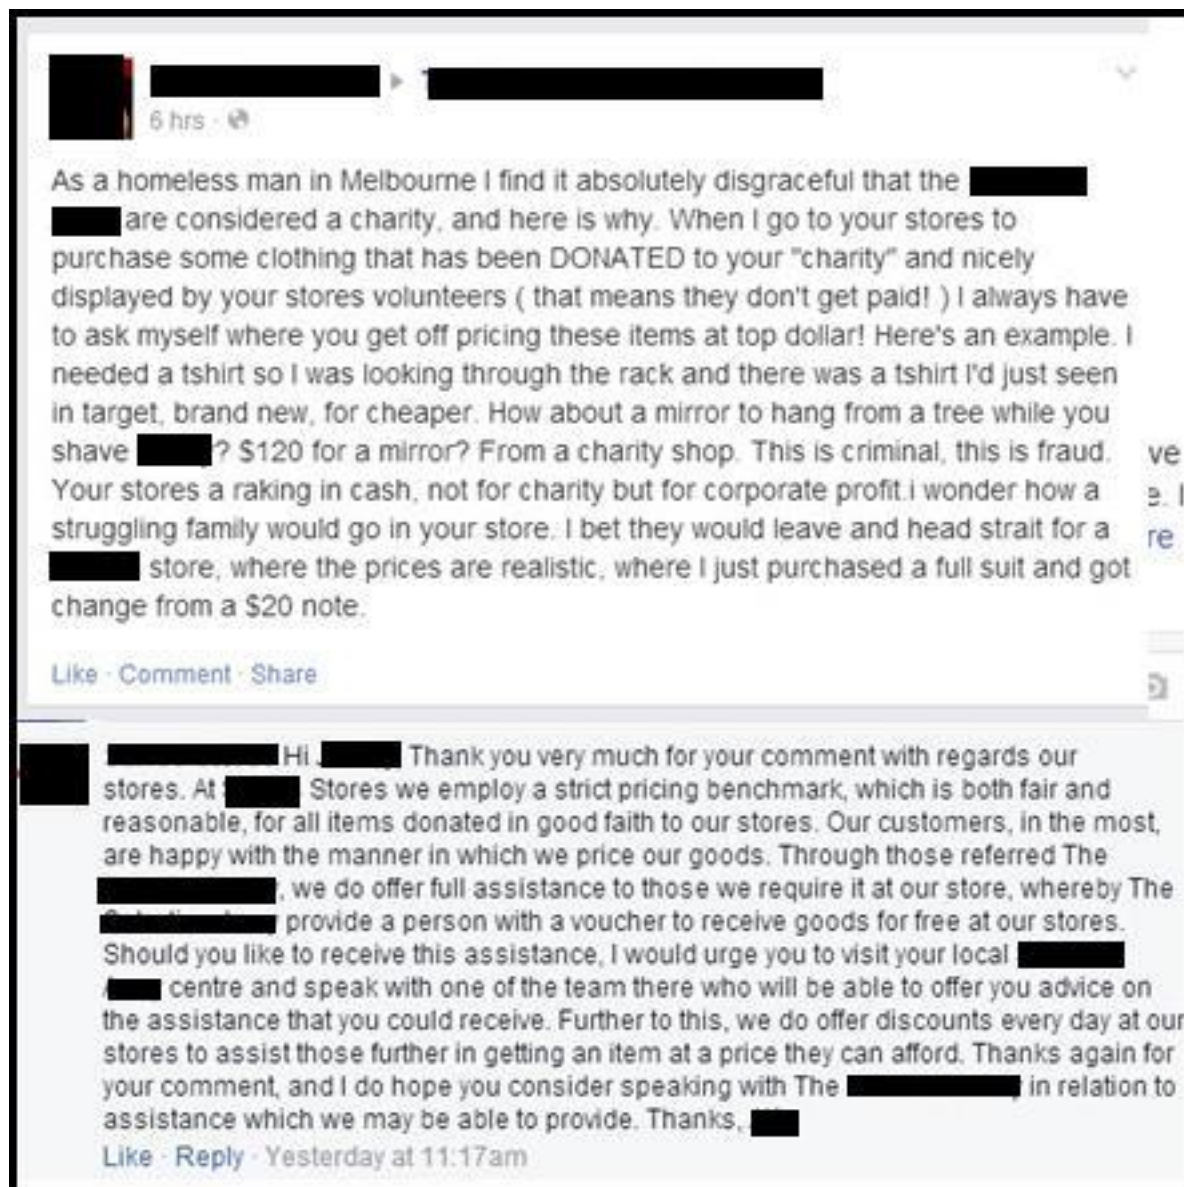 6 hrs ·
As a homeless man in Melbourne I find it absolutely disgraceful that the
are considered a charity, and here is why. When I go to your stores to
purchase some clothing that has been DONATED to your "charity" and nicely
displayed by your stores volunteers ( that means they don't get paid! ) I always have
to ask myself where you get off pricing these items at top dollar! Here's an example. I
needed a tshirt so I was looking through the rack and there was a tshirt I'd just seen
in target, brand new, for cheaper. How about a mirror to hang from a tree while you
shave ? $120 for a mirror? From a charity shop. This is criminal, this is fraud.
Your stores a raking in cash, not for charity but for corporate profit.i wonder how a
struggling family would go in your store. I bet they would leave and head strait for a
store, where the prices are realistic, where I just purchased a full suit and got
change from a $20 note.
Like · Comment · Share
ve
e. I
re
Hi Thank you very much for your comment with regards our
stores. At Stores we employ a strict pricing benchmark, which is both fair and
reasonable, for all items donated in good faith to our stores. Our customers, in the most,
are happy with the manner in which we price our goods. Through those referred The
, we do offer full assistance to those we require it at our store, whereby The
provide a person with a voucher to receive goods for free at our stores.
Should you like to receive this assistance, I would urge you to visit your local
centre and speak with one of the team there who will be able to offer you advice on
the assistance that you could receive. Further to this, we do offer discounts every day at our
stores to assist those further in getting an item at a price they can afford. Thanks again for
your comment, and I do hope you consider speaking with The in relation to
assistance which we may be able to provide. Thanks,
Like · Reply · Yesterday at 11:17am